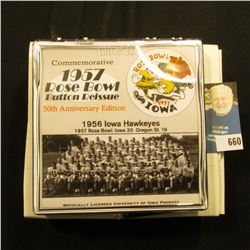 Commemorative
1957
Rose Bowl
Button Reissue
50th Anniversary Edition
ROSE BOWL
1957
IOWA
1956 Iowa Hawkeyes
1957 Rose Bowl: Iowa 35 Oregon St. 19
OFFICIALLY LICENSED UNIVERSITY OF IOWA PRODUCT
660